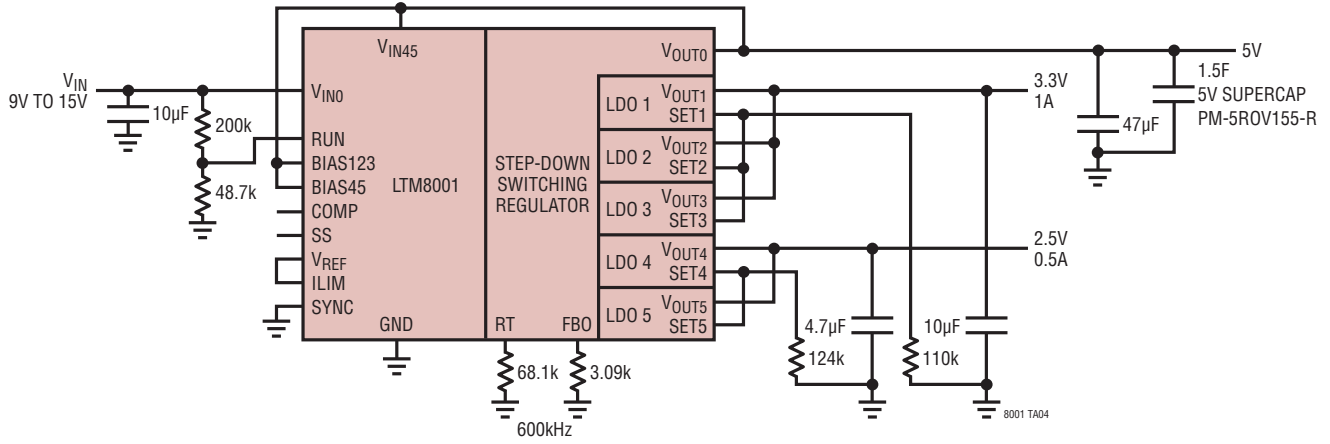 V_IN
9V TO 15V
10µF
200k
48.7k
V_IN45
V_IN0
RUN
BIAS123
BIAS45
COMP
SS
V_REF
ILIM
SYNC
GND
LTM8001
STEP-DOWN
SWITCHING
REGULATOR
RT
FBO
68.1k
3.09k
600kHz
V_OUT0
LDO 1
V_OUT1
SET1
LDO 2
V_OUT2
SET2
LDO 3
V_OUT3
SET3
LDO 4
V_OUT4
SET4
LDO 5
V_OUT5
SET5
5V
3.3V
1A
47µF
1.5F
5V SUPERCAP
PM-5ROV155-R
2.5V
0.5A
4.7µF
124k
10µF
110k
8001 TA04